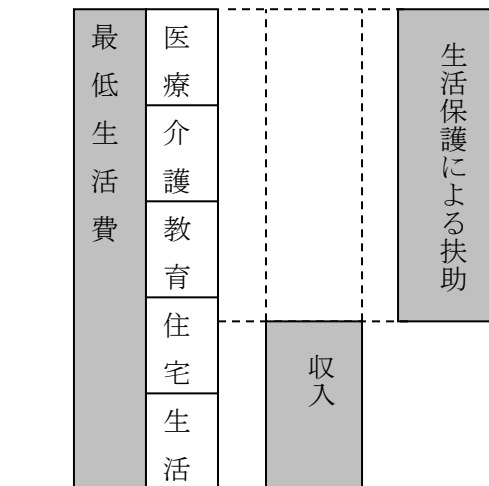 最低生活費
医療
介護
教育
住宅
生活
収入
生活保護による扶助